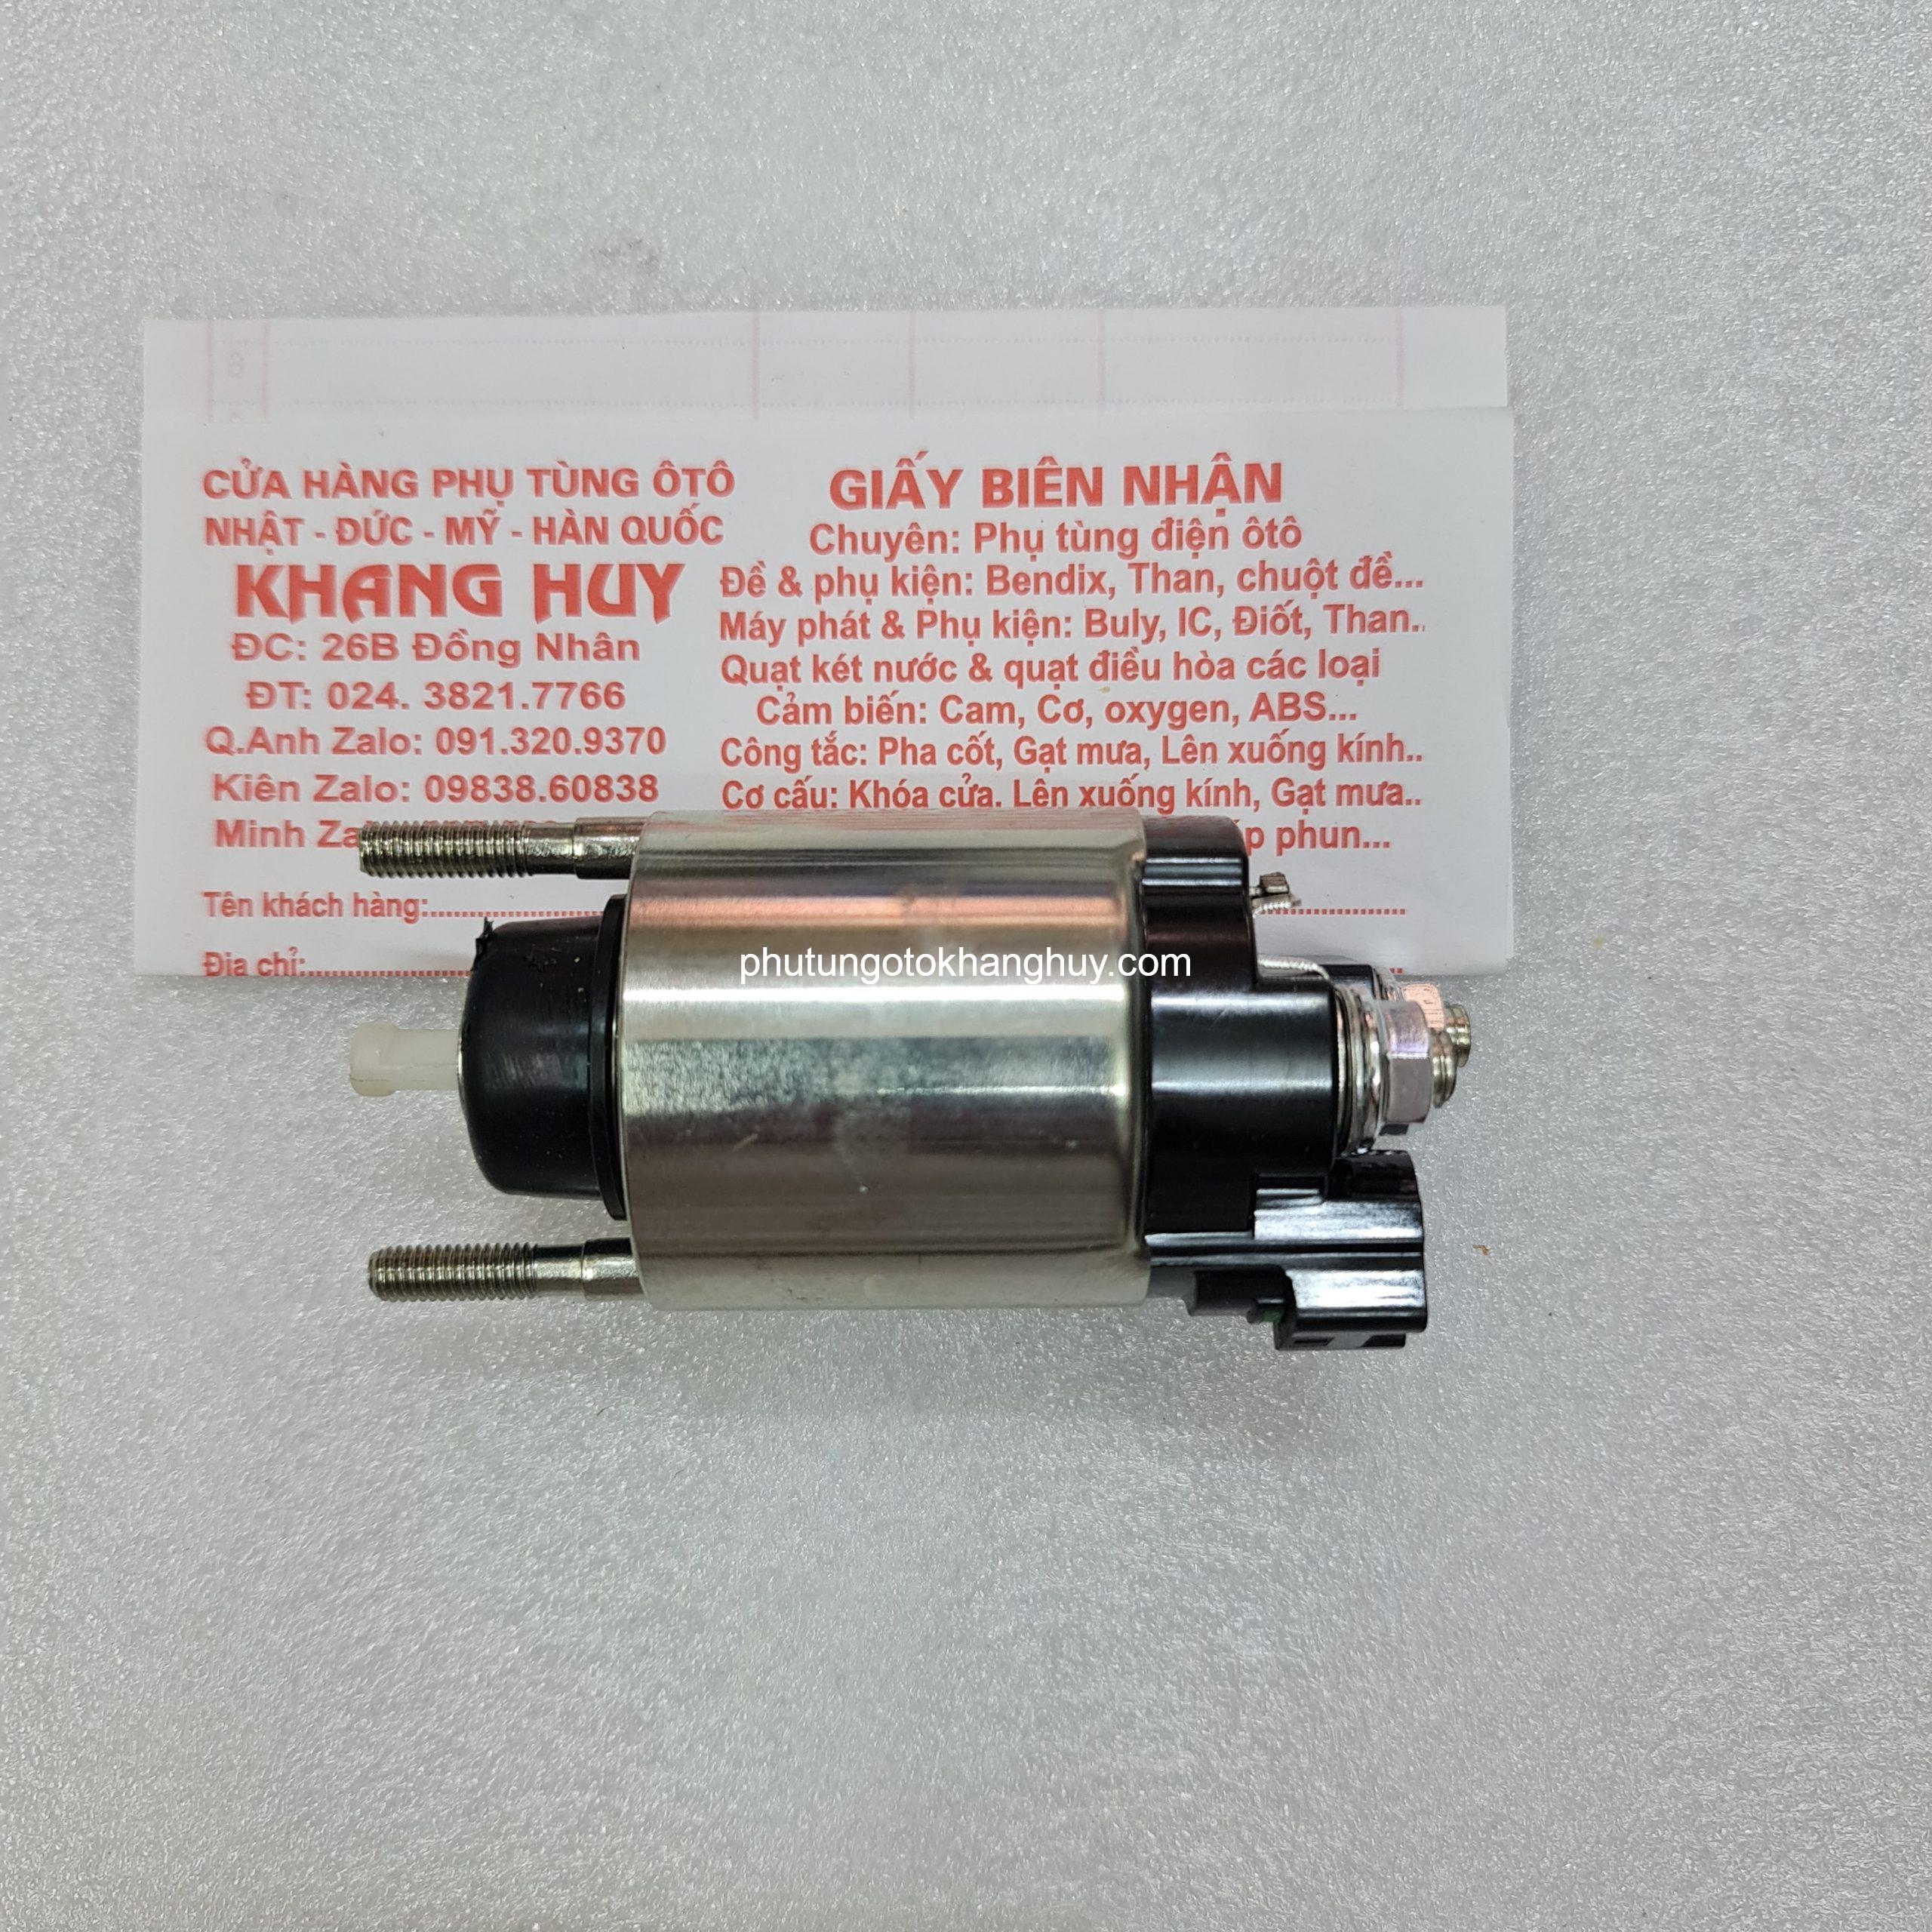 CỬA HÀNG PHỤ TÙNG ÔTÔ
NHẬT - ĐỨC - MỸ - HÀN QUỐC
KHANG HUY
ĐC: 26B Đồng Nhân
ĐT: 024. 3821.7766
Q.Anh Zalo: 091.320.9370
Kiên Zalo: 09838.60838
Minh
Tên khách hàng:
Địa chỉ:
GIẤY BIÊN NHẬN
Chuyên: Phụ tùng điện ôtô
Đề & phụ kiện: Bendix, Than, chuột đề...
Máy phát & Phụ kiện: Buly, IC, Điốt, Than..
Quạt két nước & quạt điều hòa các loại
Cảm biến: Cam, Cơ, oxygen, ABS...
Công tắc: Pha cốt, Gạt mưa, Lên xuống kính..
Cơ cấu: Khóa cửa. Lên xuống kính, Gạt mưa..
phun...
phutungotokhanghuy.com